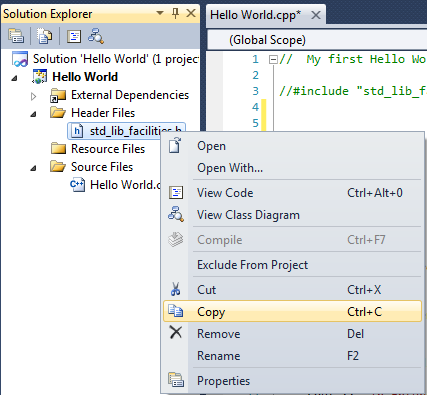 Solution Explorer
Solution 'Hello World' (1 project
Hello World
External Dependencies
Header Files
std_lib_facilities.h
Resource Files
Source Files
Hello World.c
Hello World.cpp*
(Global Scope)
1 // My first Hello Wo
2
3 //#include "std_lib_f
4
5
Open
Open With...
View Code Ctrl+Alt+0
View Class Diagram
Compile Ctrl+F7
Exclude From Project
Cut Ctrl+X
Copy Ctrl+C
Remove Del
Rename F2
Properties